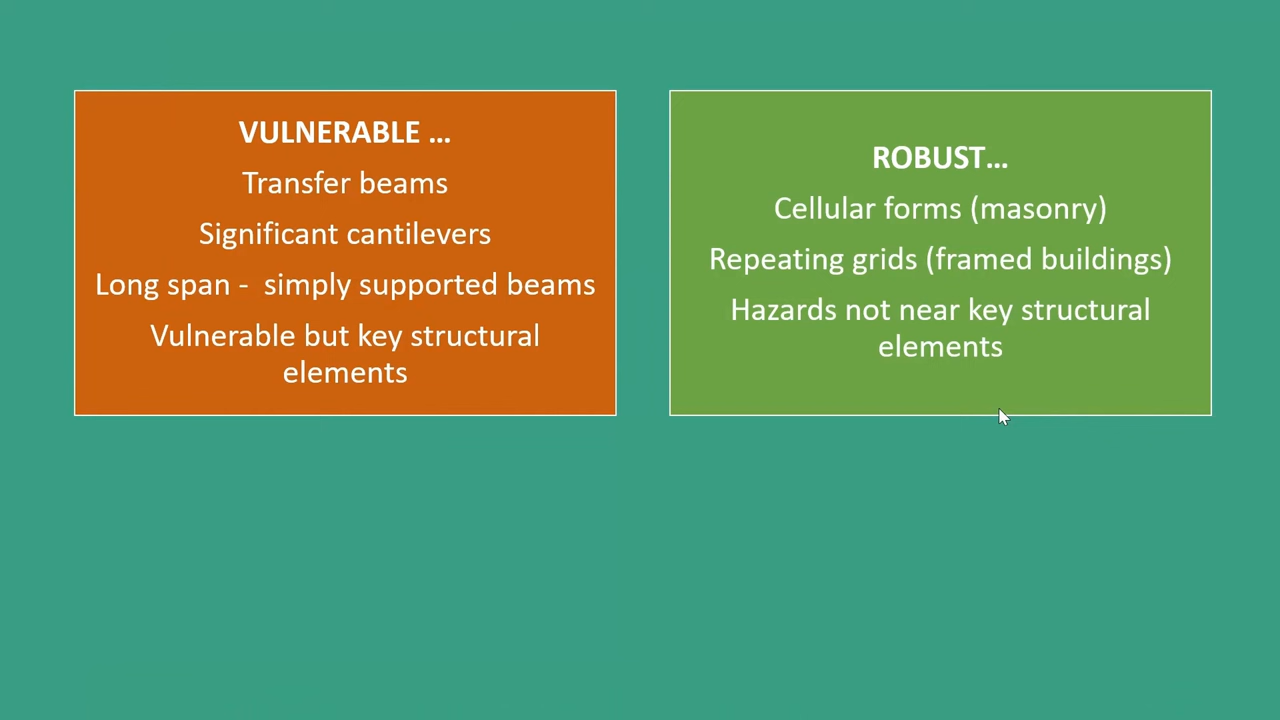 VULNERABLE …
Transfer beams
Significant cantilevers
Long span -  simply supported beams
Vulnerable but key structural
elements
ROBUST…
Cellular forms (masonry)
Repeating grids (framed buildings)
Hazards not near key structural
elements